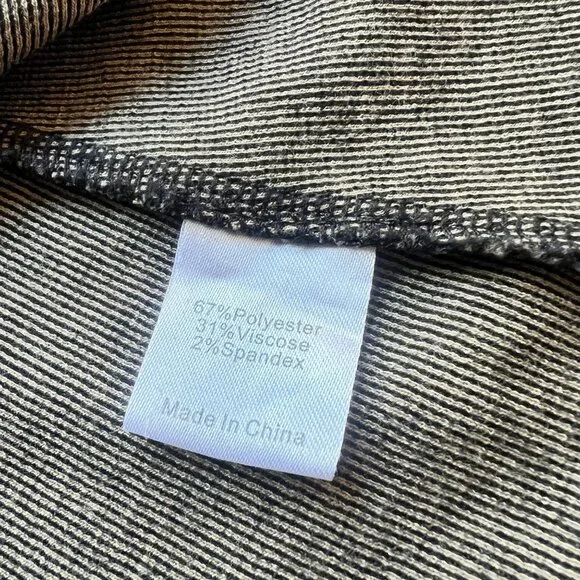 67%Polyester
31%Viscose
2%Spandex
Made In China